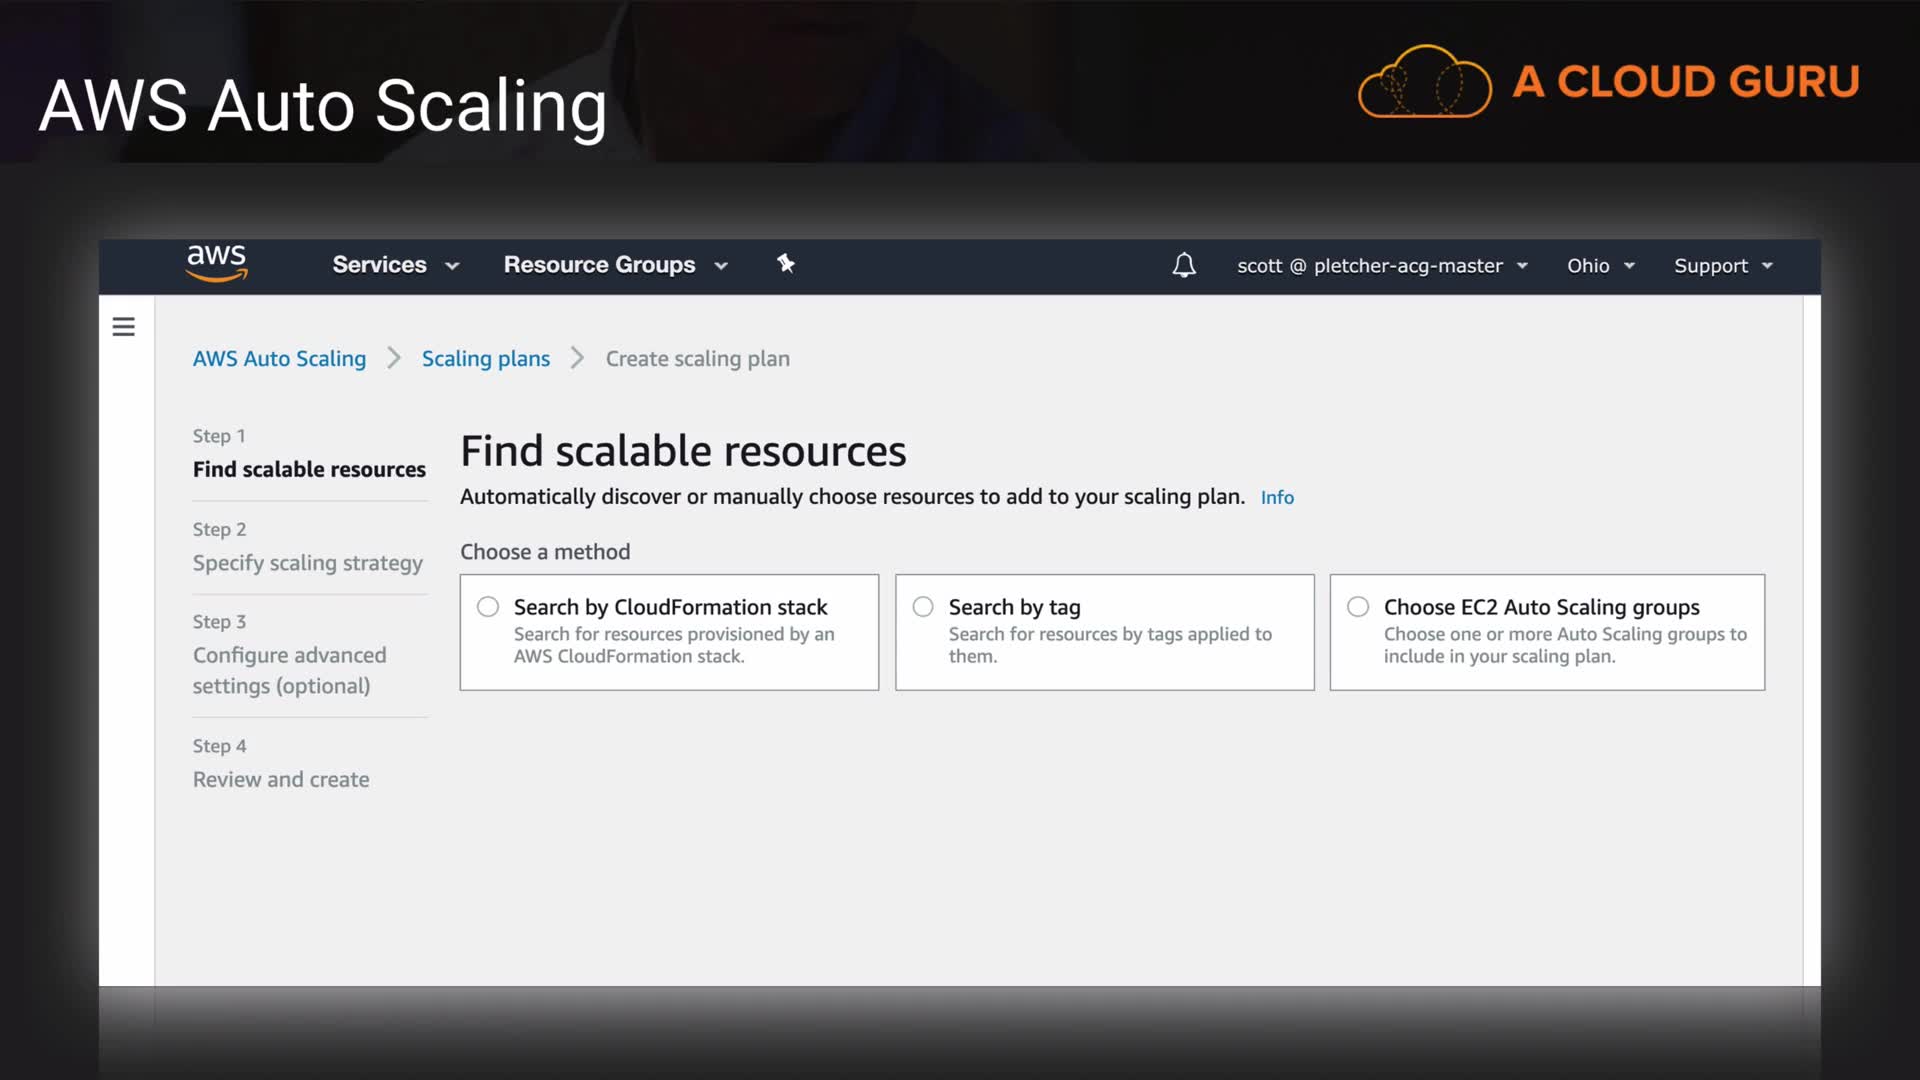 AWS Auto Scaling
A CLOUD GURU
aws
Services
Resource Groups
scott @ pletcher-acg-master
Ohio
Support
AWS Auto Scaling
Scaling plans
Create scaling plan
Step 1
Find scalable resources
Step 2
Specify scaling strategy
Step 3
Configure advanced
settings (optional)
Step 4
Review and create
Find scalable resources
Automatically discover or manually choose resources to add to your scaling plan. Info
Choose a method
Search by CloudFormation stack
Search for resources provisioned by an
AWS CloudFormation stack.
Search by tag
Search for resources by tags applied to
them.
Choose EC2 Auto Scaling groups
Choose one or more Auto Scaling groups to
include in your scaling plan.